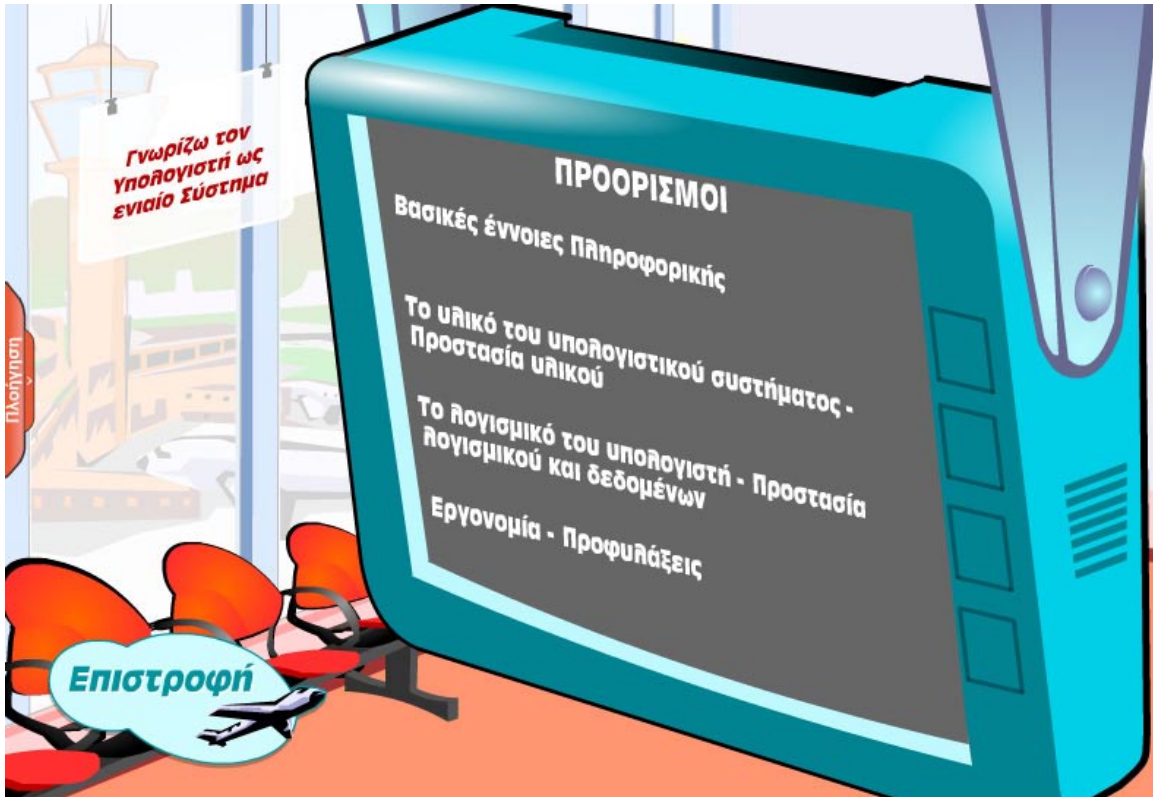 Γνωρίζω τον
Υπολογιστή ως
ενιαίο Σύστημα
ΠΡΟΟΡΙΣΜΟΙ
Βασικές έννοιες Πληροφορικής
Το υλικό του υπολογιστικού συστήματος -
Προστασία υλικού
Το λογισμικό του υπολογιστή - Προστασία
λογισμικού και δεδομένων
Εργονομία - Προφυλάξεις
Πλοήγηση
Επιστροφή